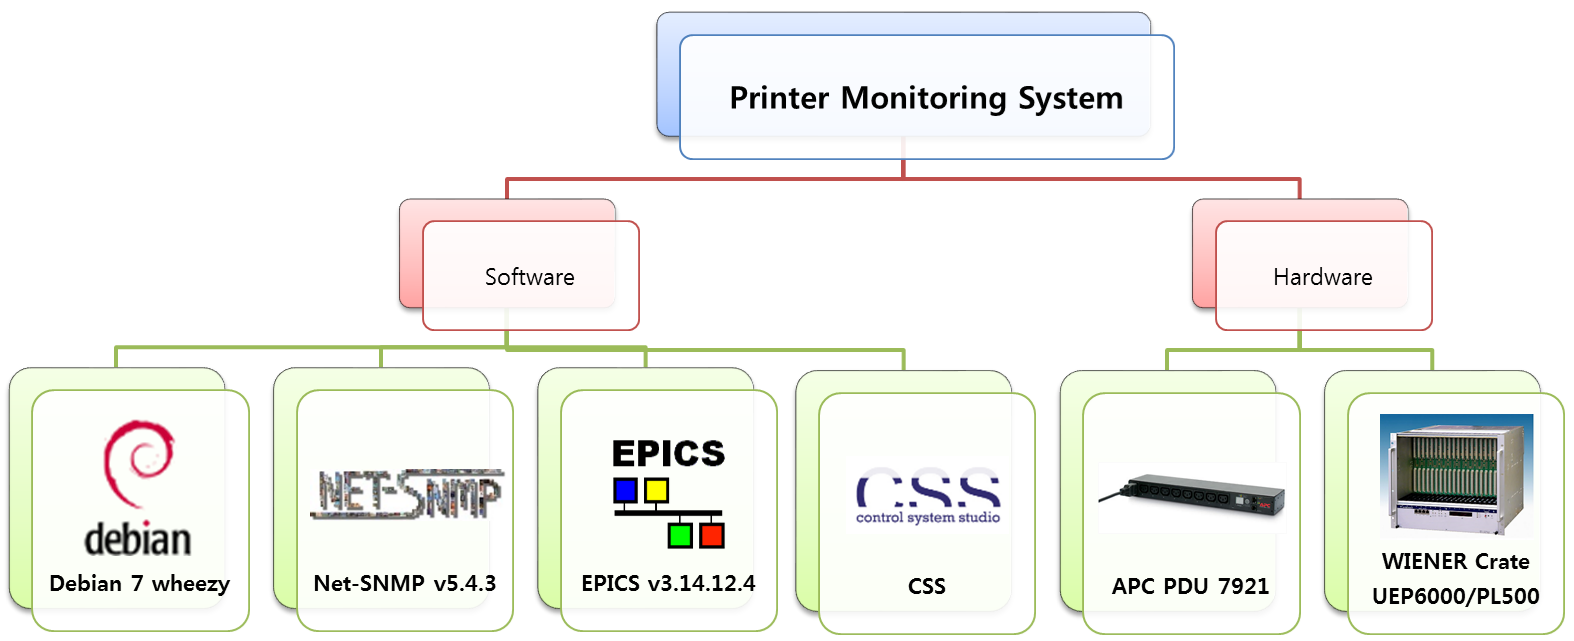 Printer Monitoring System
Software
Hardware
debian
Debian 7 wheezy
NET-SNMP
Net-SNMP v5.4.3
EPICS
EPICS v3.14.12.4
CSS
control system studio
CSS
APC
APC PDU 7921
WIENER Crate
UEP6000/PL500